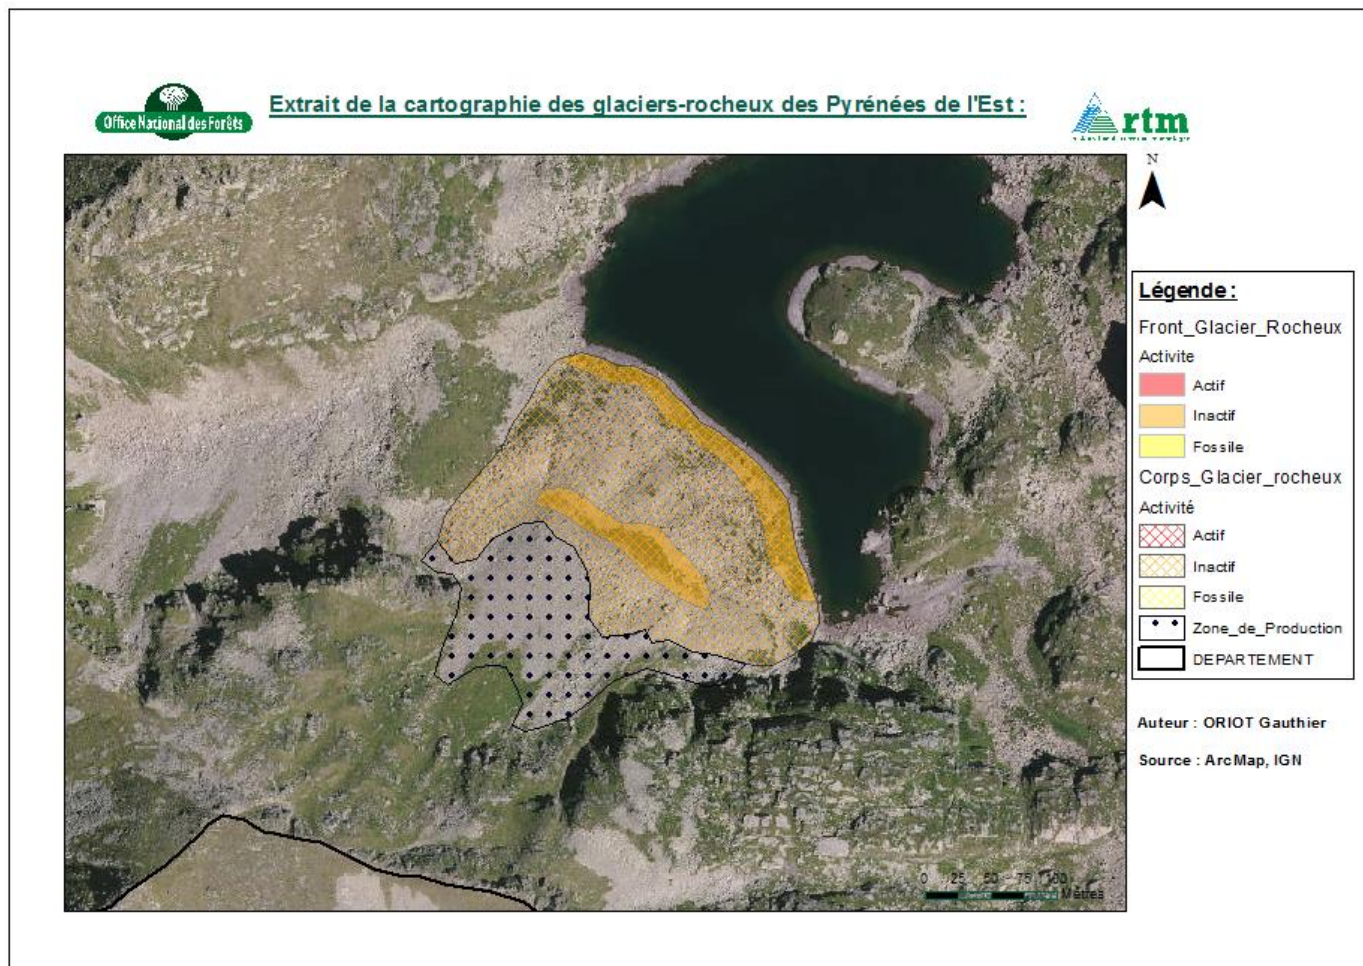 Office National des Forêts
Extrait de la cartographie des glaciers-rocheux des Pyrénées de l'Est :
rtm
N
Légende :
Front_Glacier_Rocheux
Activite
Actif
Inactif
Fossile
Corps_Glacier_rocheux
Activité
Actif
Inactif
Fossile
Zone_de_Production
DEPARTEMENT
Auteur : ORIOT Gauthier
Source : ArcMap, IGN
0 25 50 75 100
Mètres